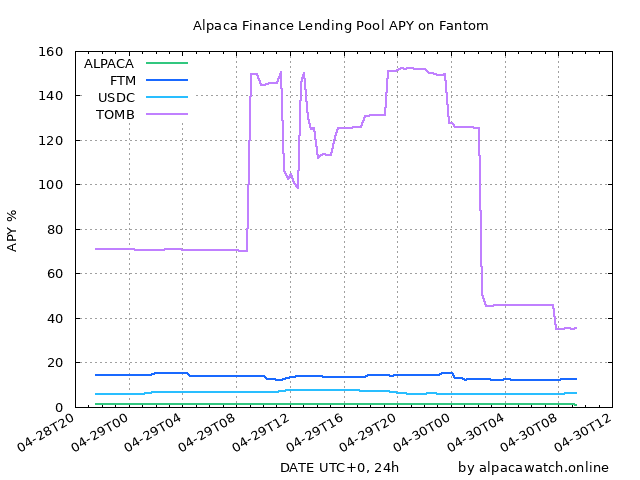 Alpaca Finance Lending Pool APY on Fantom
160
140
120
100
80
60
40
20
0
APY %
ALPACA
FTM
USDC
TOMB
04-28T20
04-29T00
04-29T04
04-29T08
04-29T12
04-29T16
04-29T20
04-30T00
04-30T04
04-30T08
04-30T12
DATE UTC+0, 24h
by alpacawatch.online